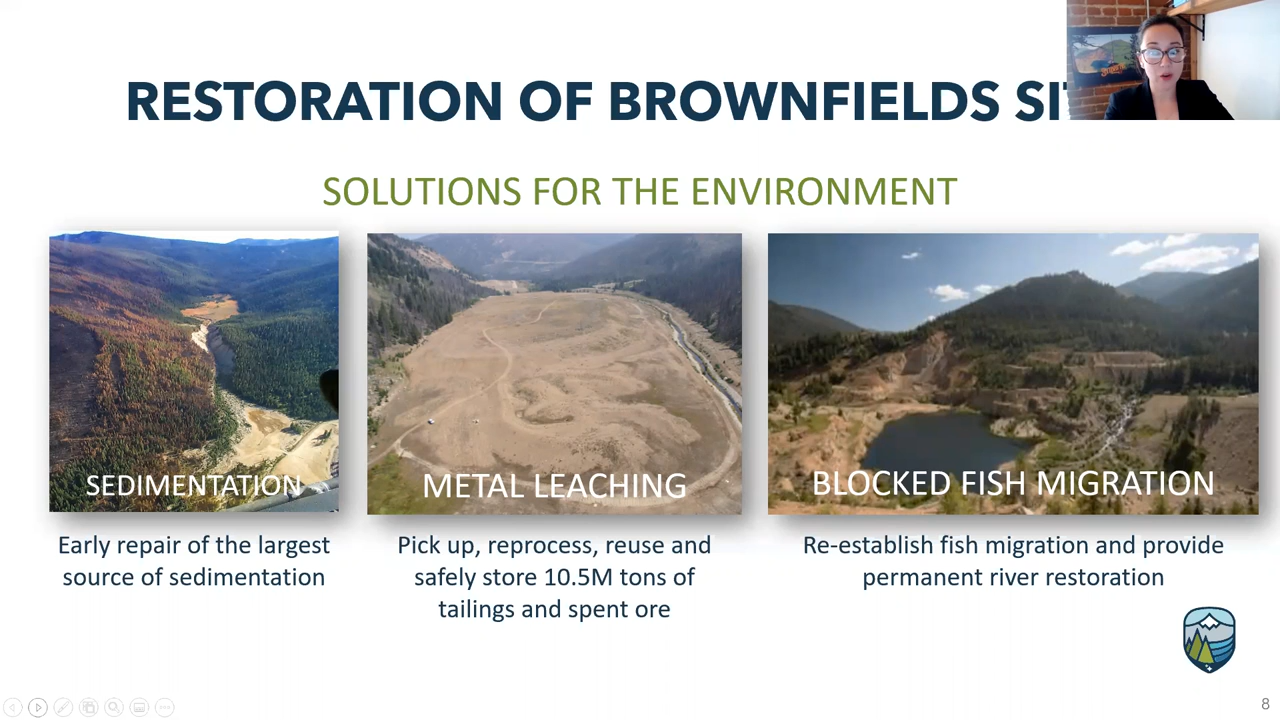 RESTORATION OF BROWNFIELDS
SOLUTIONS FOR THE ENVIRONMENT
SEDIMENTATION
METAL LEACHING
BLOCKED FISH MIGRATION
Early repair of the largest
source of sedimentation
Pick up, reprocess, reuse and
safely store 10.5M tons of
tailings and spent ore
Re-establish fish migration and provide
permanent river restoration
8